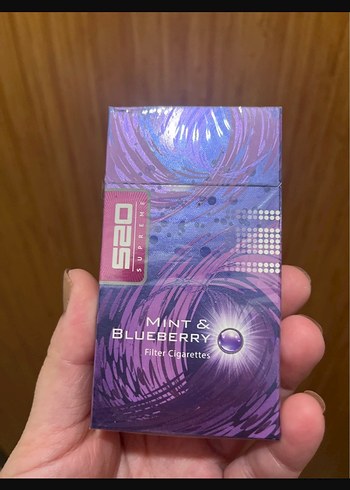 520
SUPREME
MINT &
BLUEBERRY
Filter Cigarettes